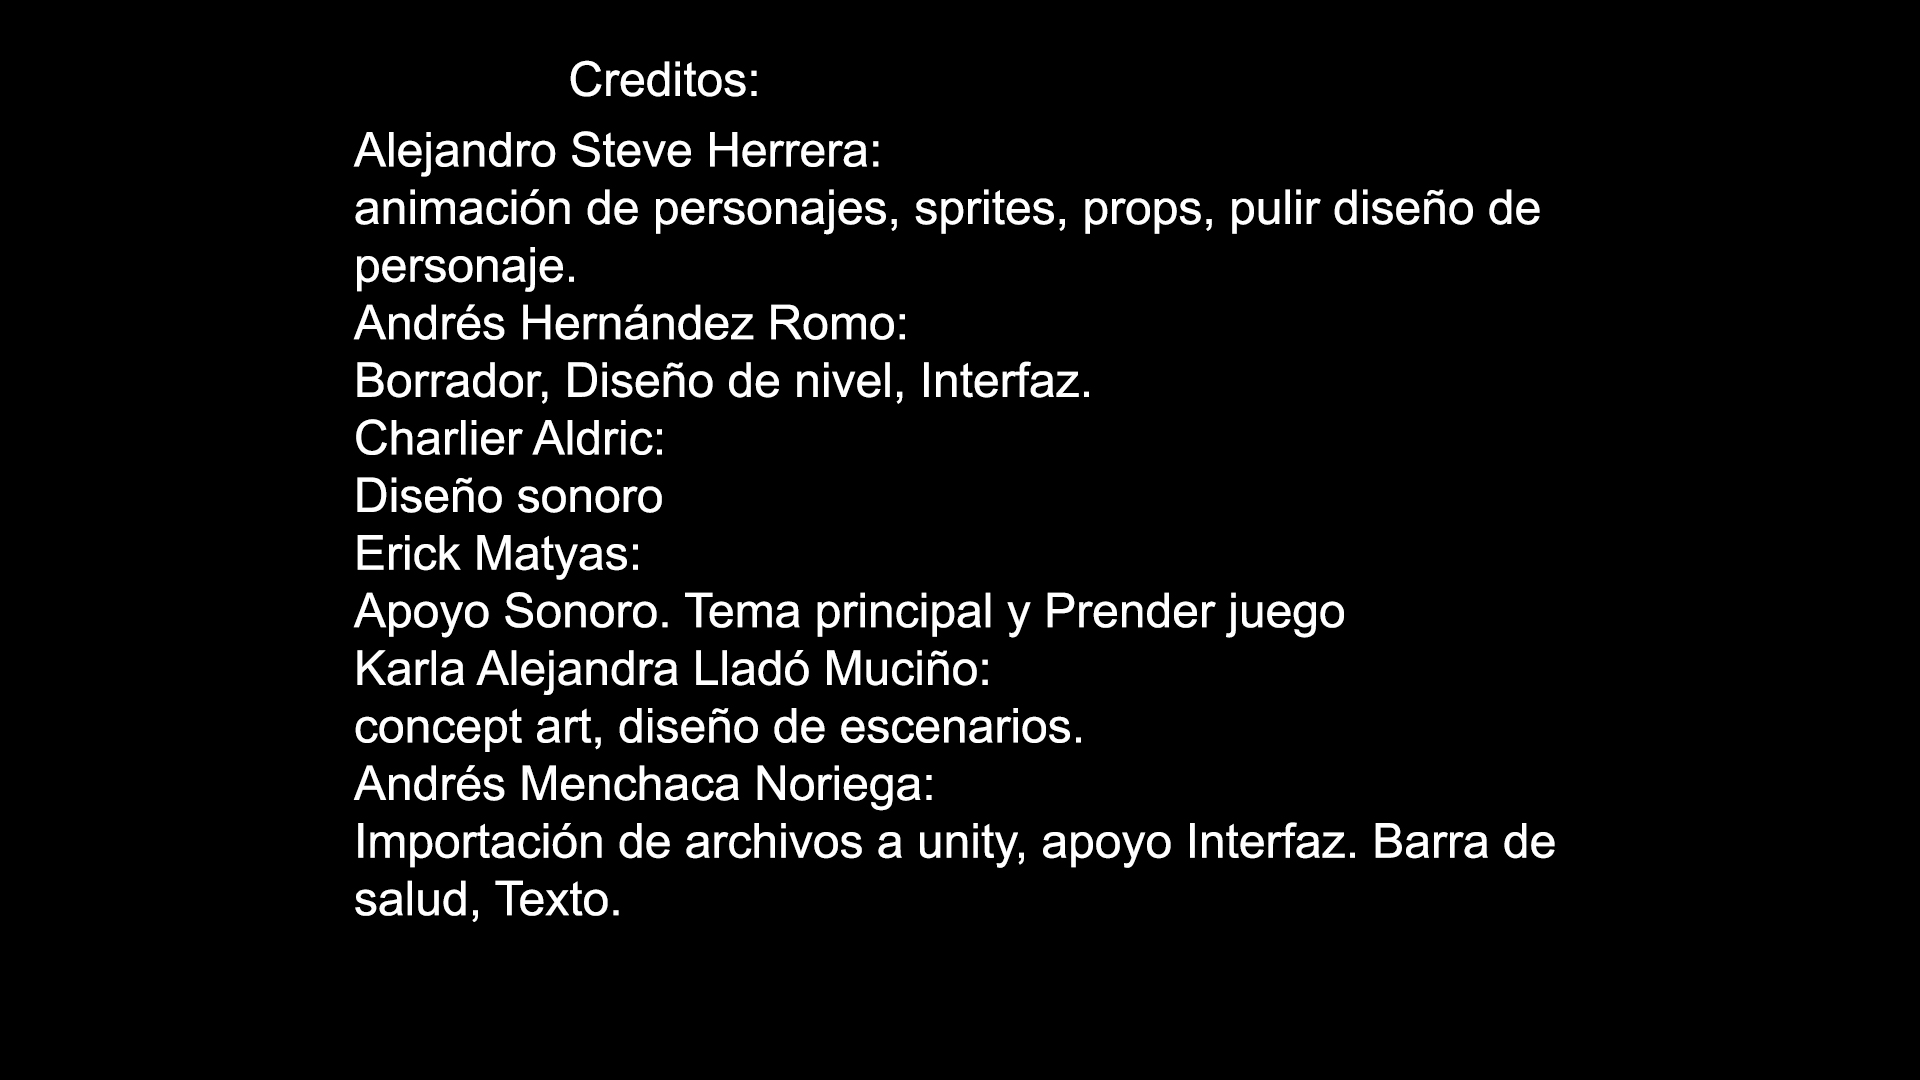 Creditos:
Alejandro Steve Herrera:
animación de personajes, sprites, props, pulir diseño de
personaje.
Andrés Hernández Romo:
Borrador, Diseño de nivel, Interfaz.
Charlier Aldric:
Diseño sonoro
Erick Matyas:
Apoyo Sonoro. Tema principal y Prender juego
Karla Alejandra Lladó Muciño:
concept art, diseño de escenarios.
Andrés Menchaca Noriega:
Importación de archivos a unity, apoyo Interfaz. Barra de
salud, Texto.